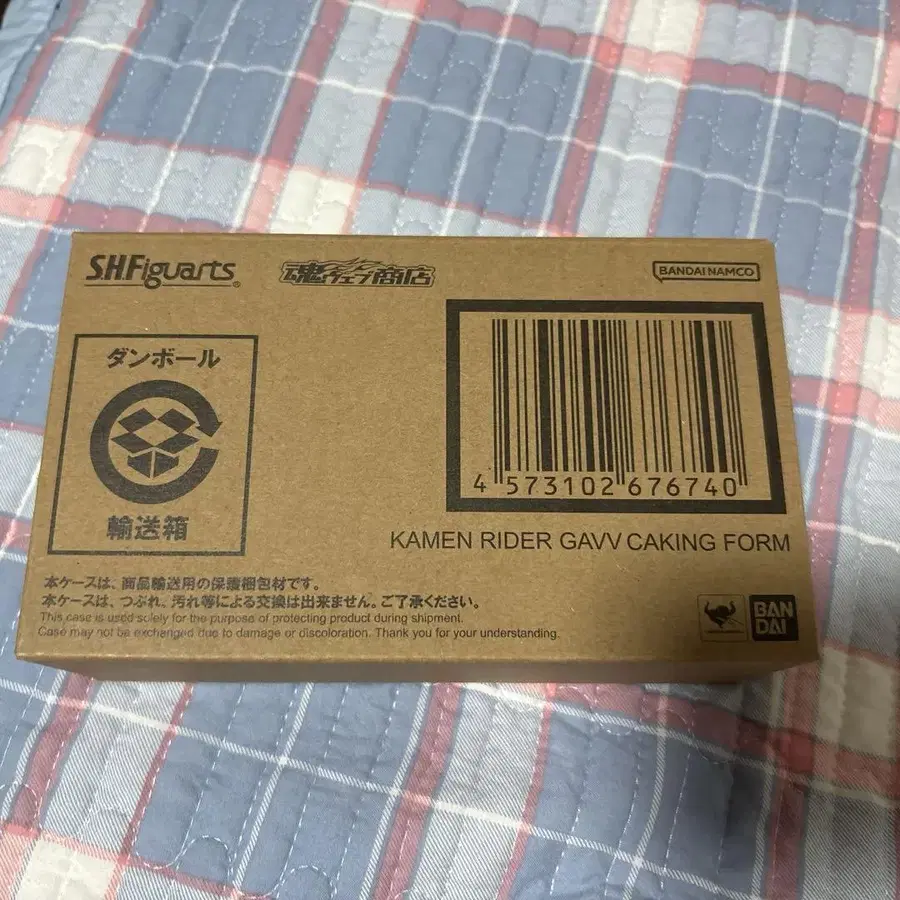 S.H.Figuarts®
魂ウェブ商店
BANDAI NAMCO
ダンボール
輸送箱
4 573102 676740
KAMEN RIDER GAVV CAKING FORM
本ケースは、商品輸送用の保護梱包材です。
本ケースは、つぶれ、汚れ等による交換は出来ません。ご了承ください。
This case is used solely for the purpose of protecting product during shipment.
Case may not be exchanged due to damage or discoloration. Thank you for your understanding.
BAN
DAI